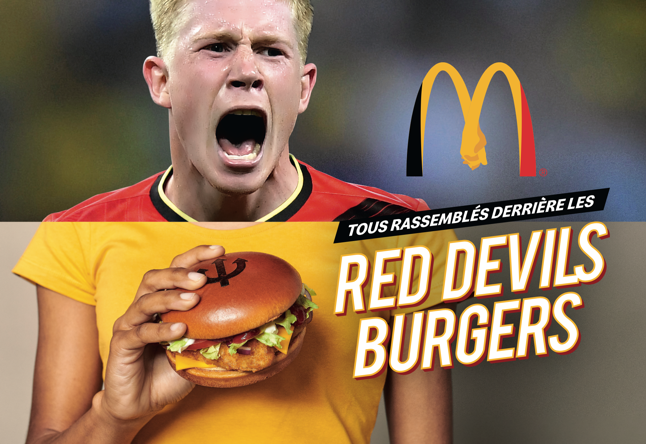 TOUS RASSEMBLÉS DERRIÈRE LES
RED DEVILS
BURGERS